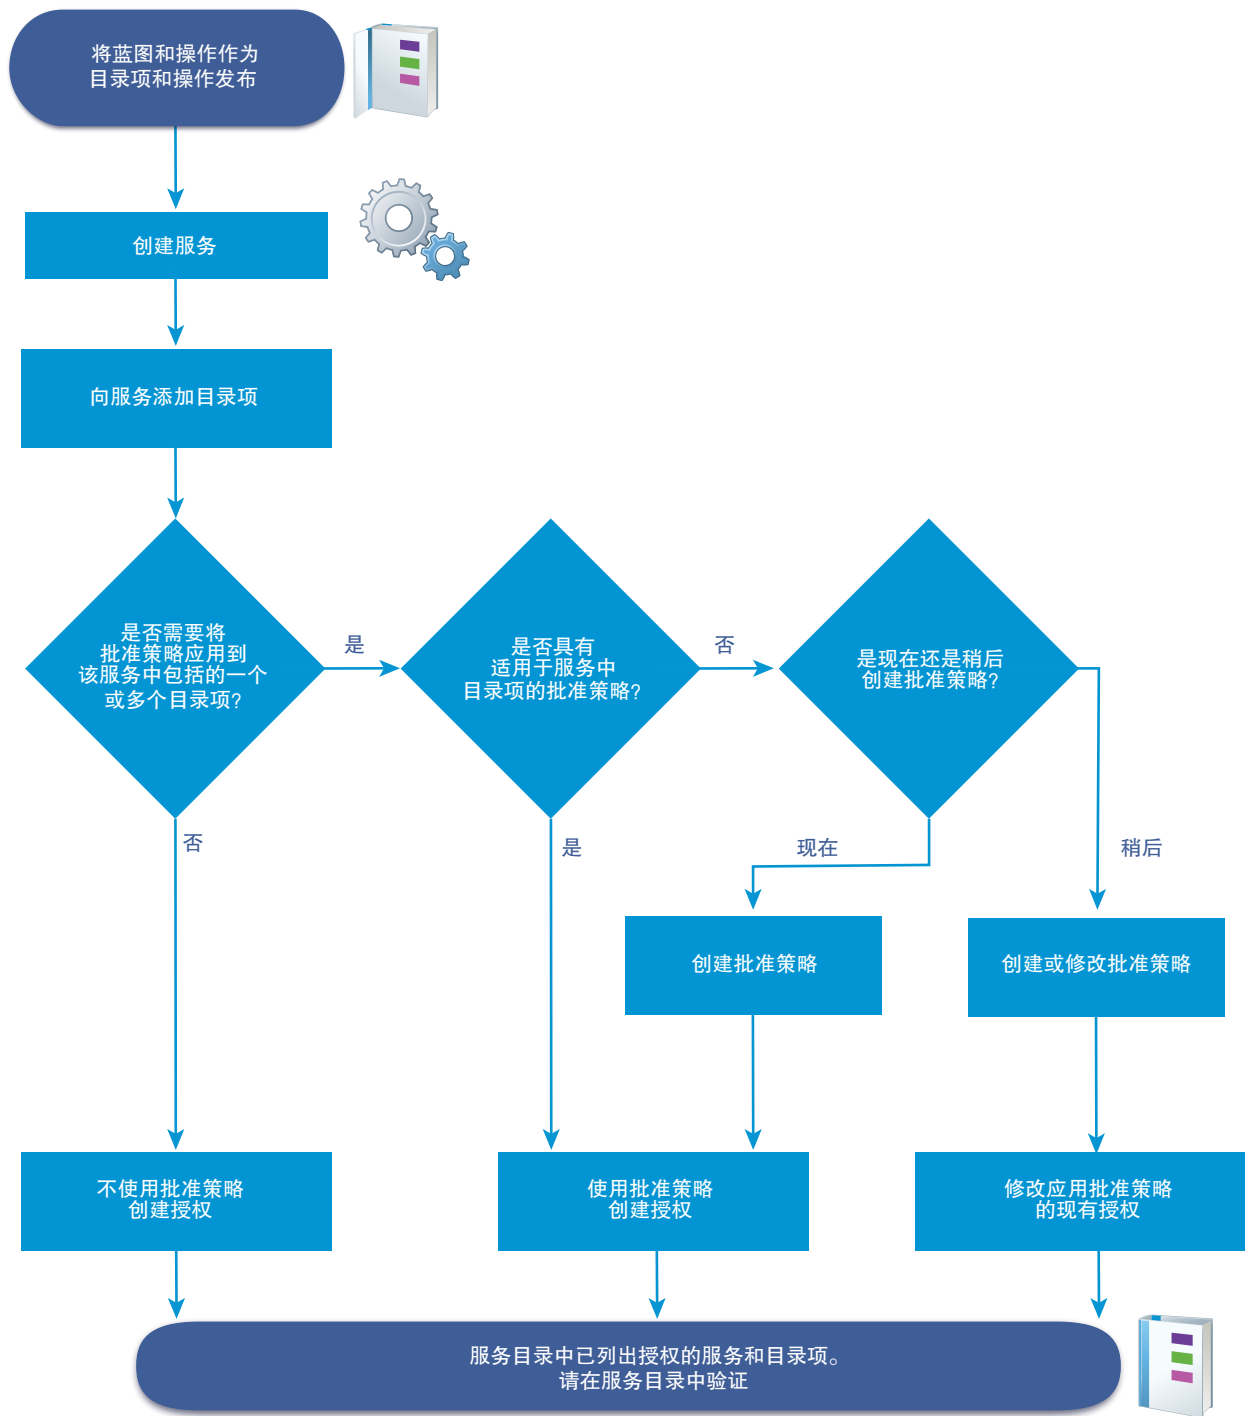 将蓝图和操作作为
目录项和操作发布
创建服务
向服务添加目录项
是否需要将
批准策略应用到
该服务中包括的一个
或多个目录项?
是
是否具有
适用于服务中
目录项的批准策略?
否
是现在还是稍后
创建批准策略?
否
是
现在
稍后
创建批准策略
创建或修改批准策略
不使用批准策略
创建授权
使用批准策略
创建授权
修改应用批准策略
的现有授权
服务目录中已列出授权的服务和目录项。
请在服务目录中验证